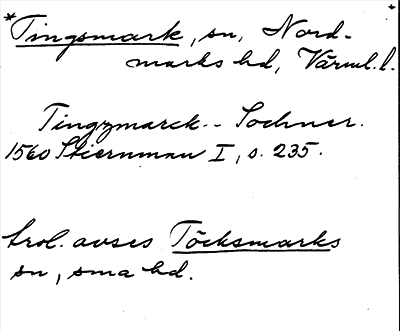 *Tingsmark, sn, Nord-
marks hd, Värml. l.
Tingzmarck-- Sochner.
1560 Stiernman I, s. 235.
trol. avses Töcksmarks
sn, sma hd.